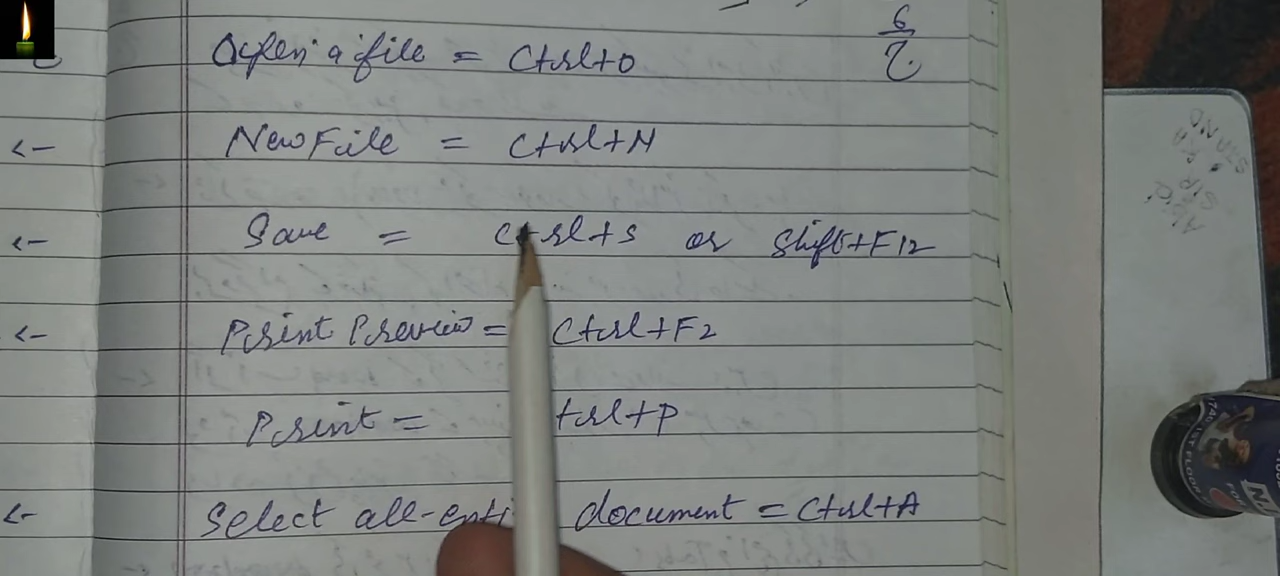 6
Open a file = Ctrl+O
New File = Ctrl+N
Save = Ctrl+S or Shift+F12
Print Preview = Ctrl+F2
Print = trl+P
Select all-enti document = Ctrl+A